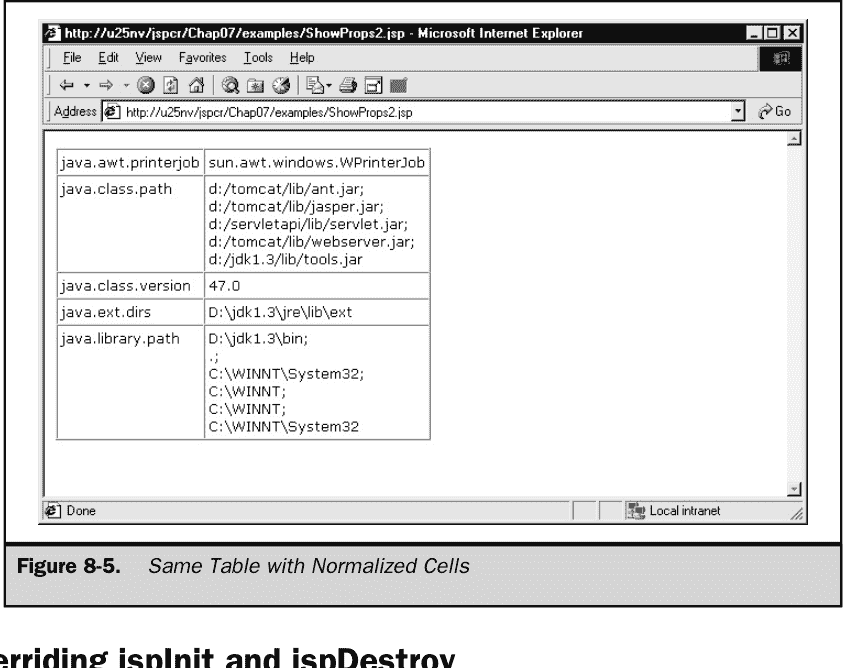 http://u25nv/jspcr/Chap07/examples/ShowProps2.jsp - Microsoft Internet Explorer
File Edit View Favorites Tools Help
Address http://u25nv/jspcr/Chap07/examples/ShowProps2.jsp Go
java.awt.printerjob sun.awt.windows.WPrinterJob
java.class.path d:/tomcat/lib/ant.jar;
d:/tomcat/lib/jasper.jar;
d:/servletapi/lib/servlet.jar;
d:/tomcat/lib/webserver.jar;
d:/jdk1.3/lib/tools.jar
java.class.version 47.0
java.ext.dirs D:\jdk1.3\jre\lib\ext
java.library.path D:\jdk1.3\bin;
.;
C:\WINNT\System32;
C:\WINNT;
C:\WINNT;
C:\WINNT\System32
Done Local intranet
Figure 8-5. Same Table with Normalized Cells
erriding jspInit and jspDestroy